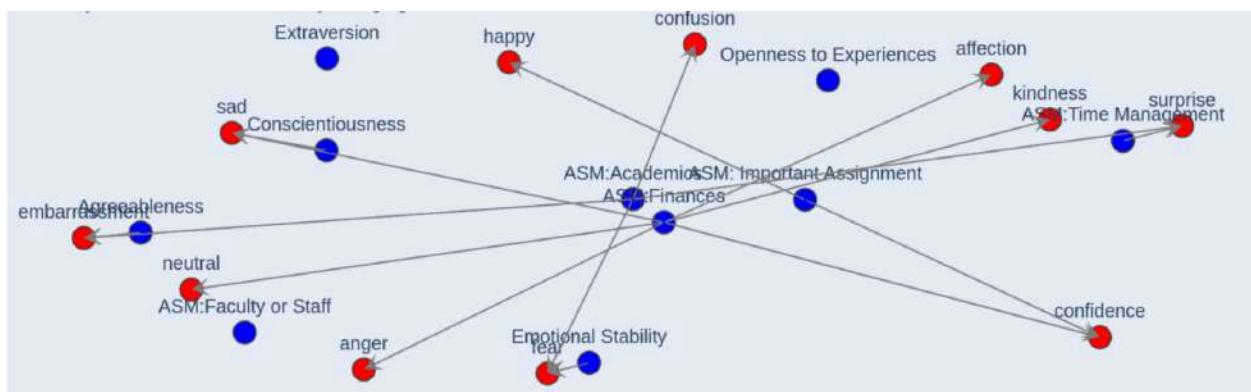 Extraversion
happy
confusion
Openness to Experiences
affection
sad
Conscientiousness
kindness
surprise
ASM:Time Management
ASM:Academics
ASM: Important Assignment
ASM:Finances
embarrassment
Agreeableness
neutral
ASM:Faculty or Staff
anger
fear
Emotional Stability
confidence